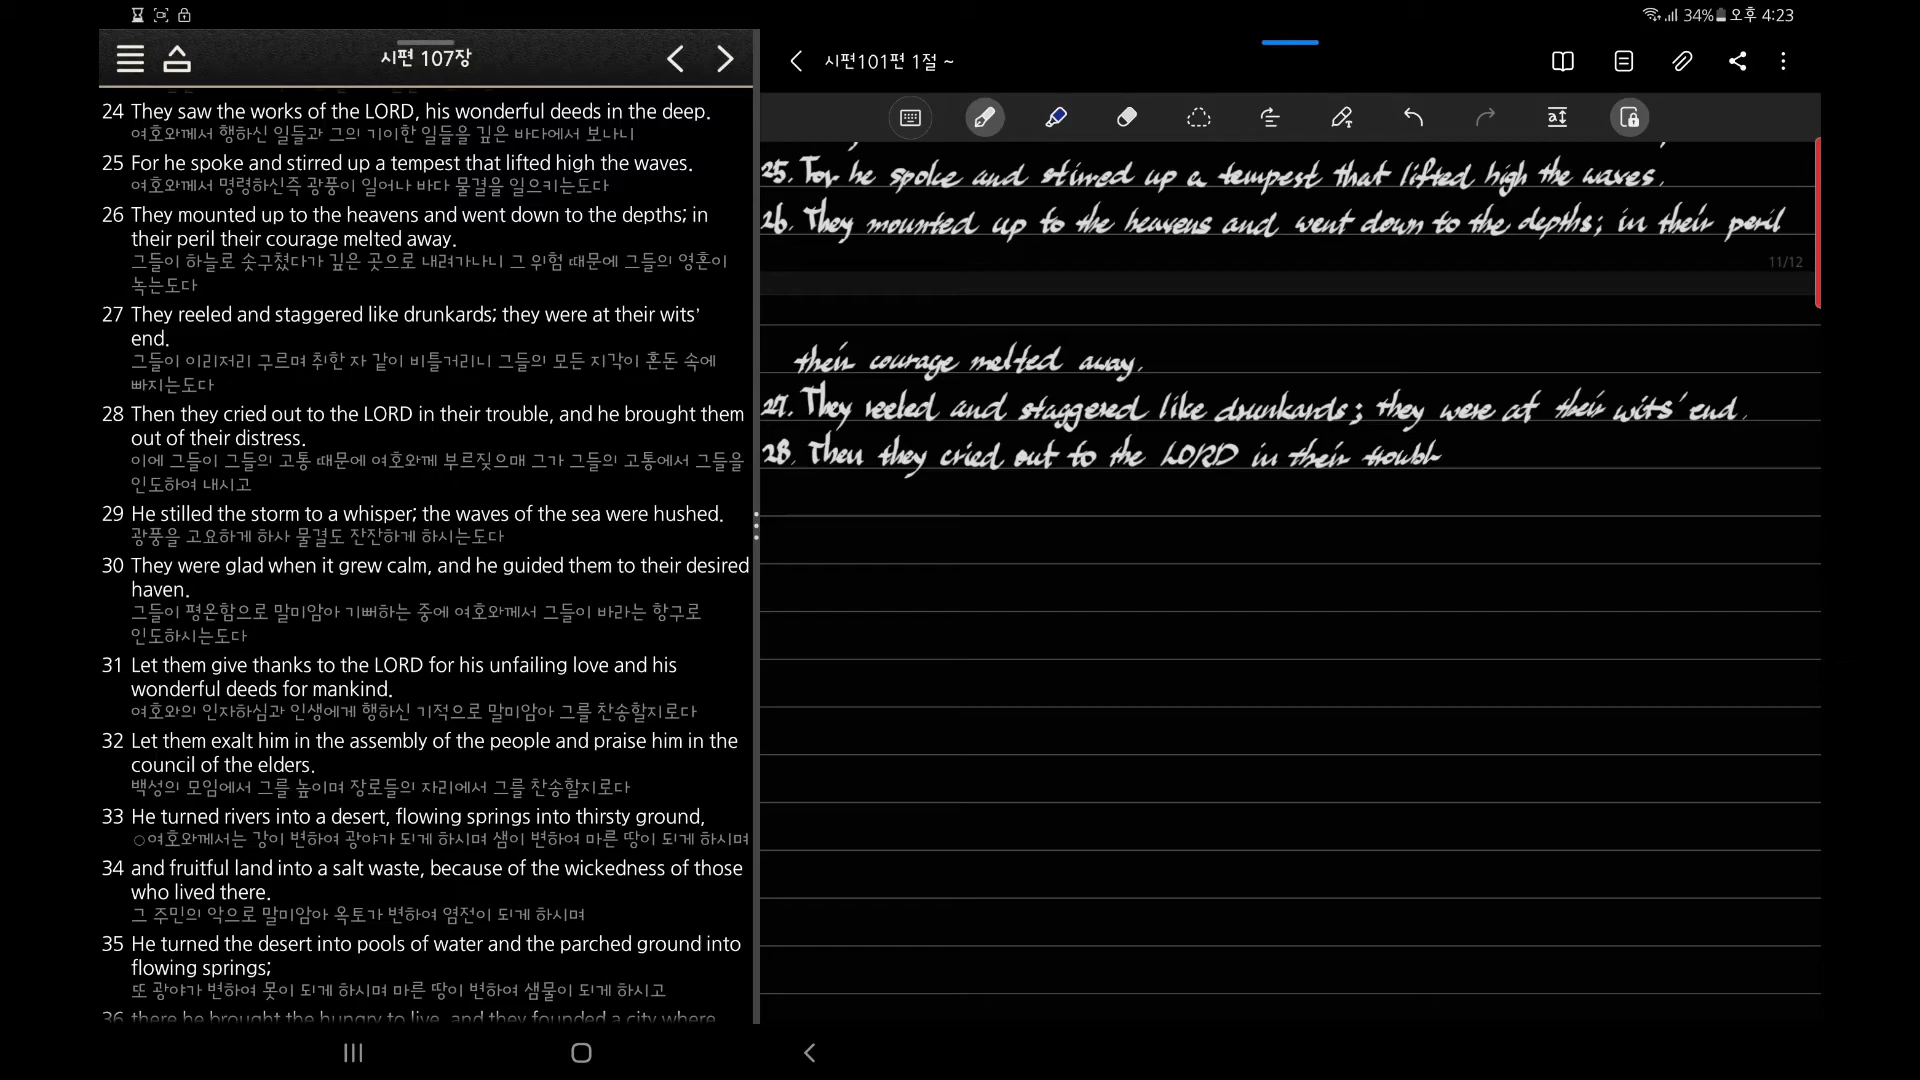 34% 오후 4:23
시편 107장
24 They saw the works of the LORD, his wonderful deeds in the deep.
여호와께서 행하신 일들과 그의 기이한 일들을 깊은 바다에서 보나니
25 For he spoke and stirred up a tempest that lifted high the waves.
여호와께서 명령하신즉 광풍이 일어나 바다 물결을 일으키는도다
26 They mounted up to the heavens and went down to the depths; in
their peril their courage melted away.
그들이 하늘로 솟구쳤다가 깊은 곳으로 내려가나니 그 위험 때문에 그들의 영혼이
녹는도다
27 They reeled and staggered like drunkards; they were at their wits’
end.
그들이 이리저리 구르며 취한 자 같이 비틀거리니 그들의 모든 지각이 혼돈 속에
빠지는도다
28 Then they cried out to the LORD in their trouble, and he brought them
out of their distress.
이에 그들이 그들의 고통 때문에 여호와께 부르짖으매 그가 그들의 고통에서 그들을
인도하여 내시고
29 He stilled the storm to a whisper; the waves of the sea were hushed.
광풍을 고요하게 하사 물결도 잔잔하게 하시는도다
30 They were glad when it grew calm, and he guided them to their desired
haven.
그들이 평온함으로 말미암아 기뻐하는 중에 여호와께서 그들이 바라는 항구로
인도하시는도다
31 Let them give thanks to the LORD for his unfailing love and his
wonderful deeds for mankind.
여호와의 인자하심과 인생에게 행하신 기적으로 말미암아 그를 찬송할지로다
32 Let them exalt him in the assembly of the people and praise him in the
council of the elders.
백성의 모임에서 그를 높이며 장로들의 자리에서 그를 찬송할지로다
33 He turned rivers into a desert, flowing springs into thirsty ground,
○여호와께서는 강이 변하여 광야가 되게 하시며 샘이 변하여 마른 땅이 되게 하시며
34 and fruitful land into a salt waste, because of the wickedness of those
who lived there.
그 주민의 악으로 말미암아 옥토가 변하여 염전이 되게 하시며
35 He turned the desert into pools of water and the parched ground into
flowing springs;
또 광야가 변하여 못이 되게 하시며 마른 땅이 변하여 샘물이 되게 하시고
36 there he brought the hungry to live, and they founded a city where
시편101편 1절 ~
25. For he spoke and stirred up a tempest that lifted high the waves.
26. They mounted up to the heavens and went down to the depths; in their peril
11/12
their courage melted away.
27. They reeled and staggered like drunkards; they were at their wits' end.
28. Then they cried out to the LORD in their troubl